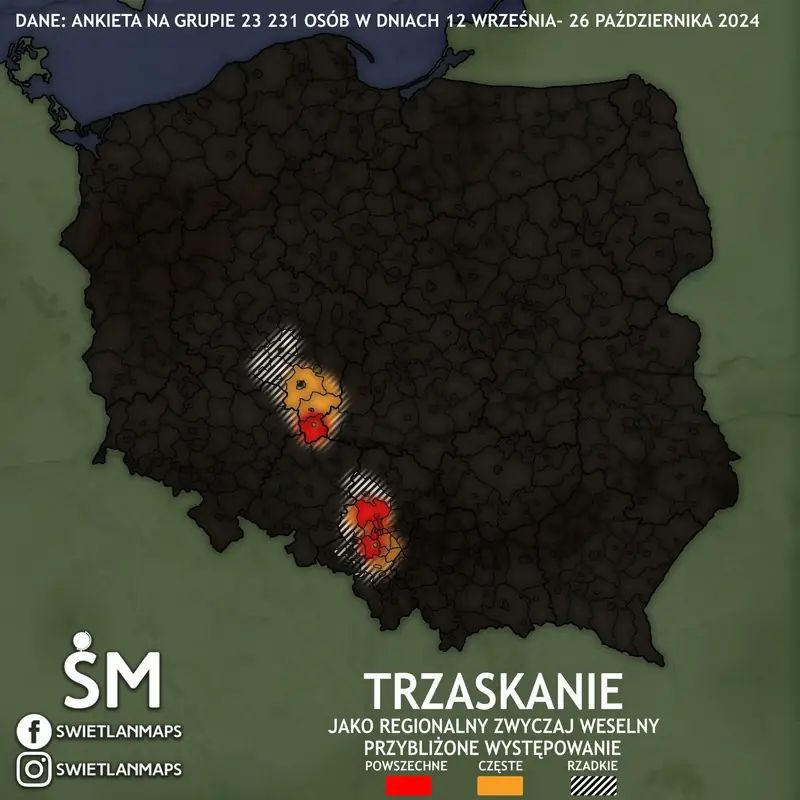 DANE: ANKIETA NA GRUPIE 23 231 OSÓB W DNIACH 12 WRZEŚNIA- 26 PAŹDZIERNIKA 2024
ŚM
SWIETLANMAPS
SWIETLANMAPS
TRZASKANIE
JAKO REGIONALNY ZWYCZAJ WESELNY
PRZYBLIŻONE WYSTĘPOWANIE
POWSZECHNE CZĘSTE RZADKIE